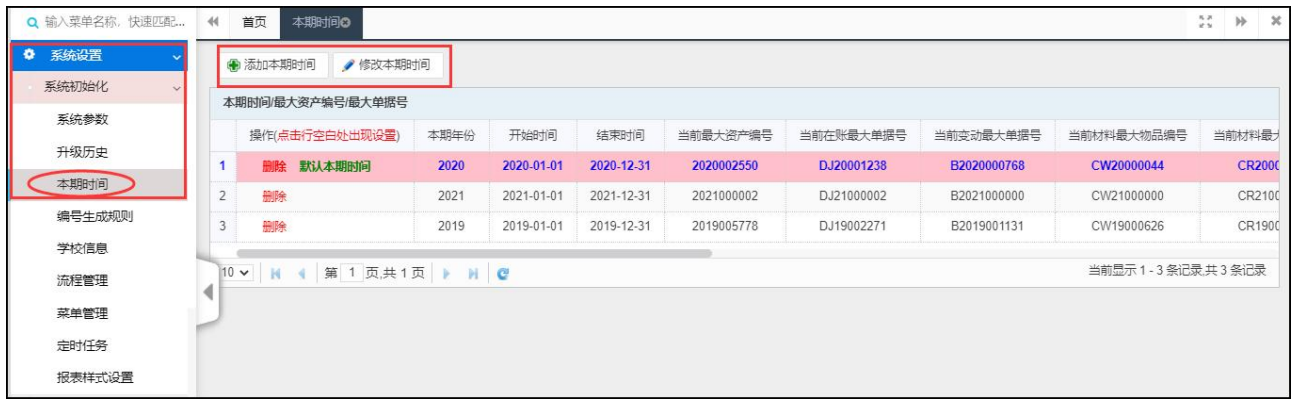 输入菜单名称, 快速匹配...
首页 本期时间
系统设置
添加本期时间 修改本期时间
系统初始化
本期时间/最大资产编号/最大单据号
系统参数
升级历史
本期时间
编号生成规则
学校信息
流程管理
菜单管理
定时任务
报表样式设置
操作(点击行空白处出现设置) 本期年份 开始时间 结束时间 当前最大资产编号 当前在账最大单据号 当前变动最大单据号 当前材料最大物品编号 当前材料最
1 删除 默认本期时间 2020 2020-01-01 2020-12-31 2020002550 DJ20001238 B2020000768 CW20000044 CR200
2 删除 2021 2021-01-01 2021-12-31 2021000002 DJ21000002 B2021000000 CW21000000 CR210
3 删除 2019 2019-01-01 2019-12-31 2019005778 DJ19002271 B2019001131 CW19000626 CR190
10 第 1 页,共 1 页 当前显示 1 - 3 条记录,共 3 条记录